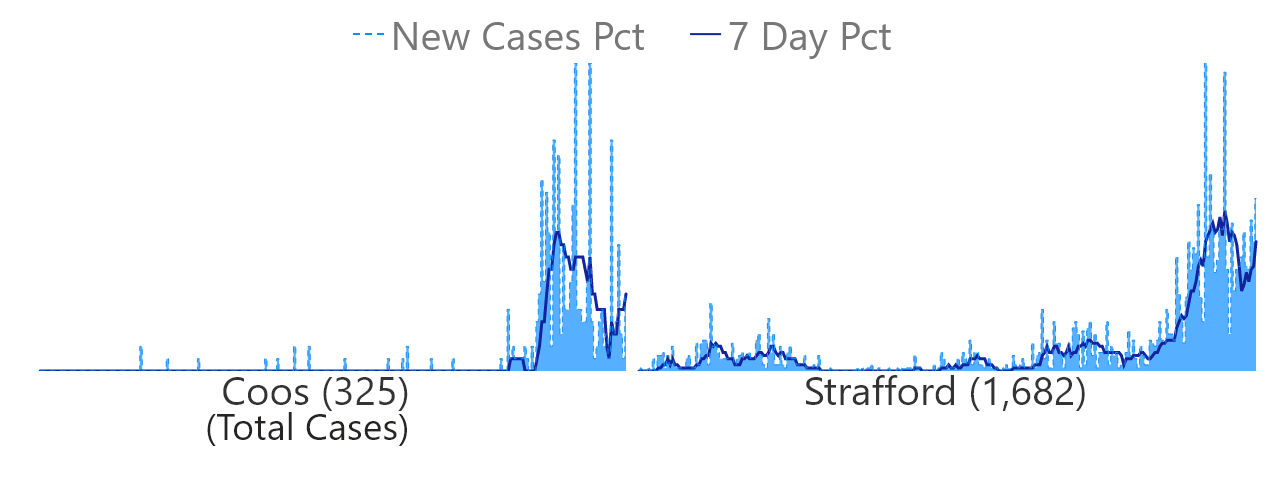 New Cases Pct 7 Day Pct
Coos (325) Strafford (1,682)
(Total Cases)